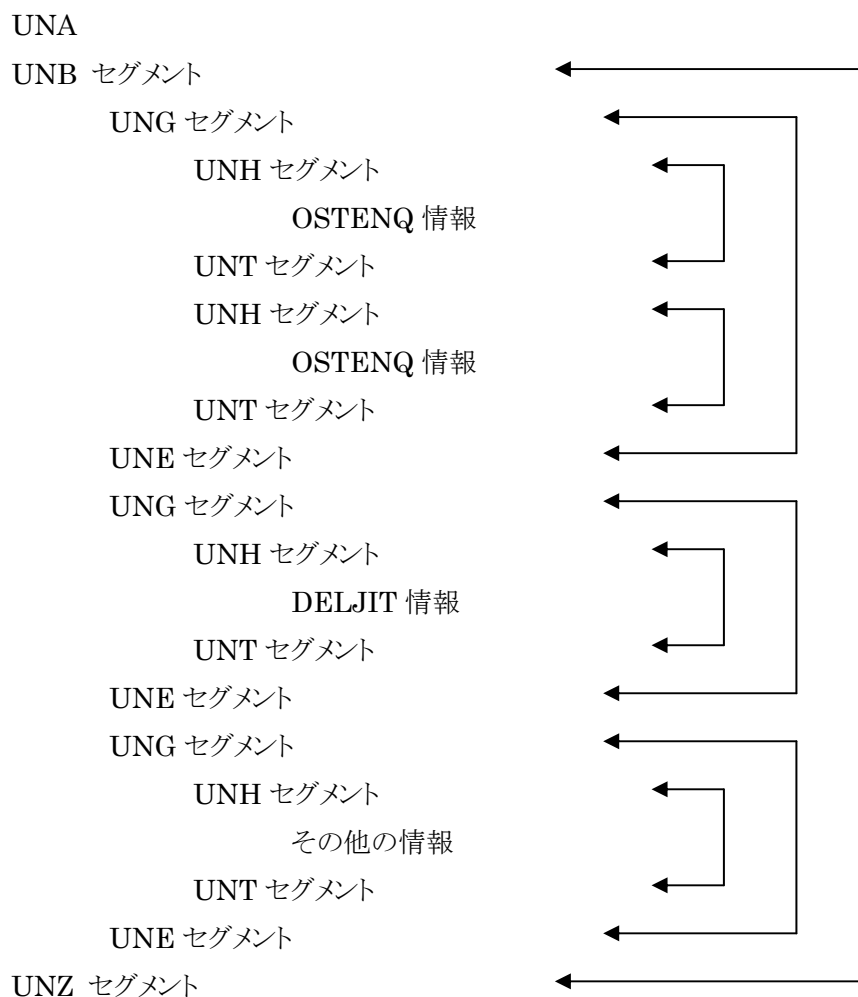 UNA
UNB セグメント
UNG セグメント
UNH セグメント
OSTENQ 情報
UNT セグメント
UNH セグメント
OSTENQ 情報
UNT セグメント
UNE セグメント
UNG セグメント
UNH セグメント
DELJIT 情報
UNT セグメント
UNE セグメント
UNG セグメント
UNH セグメント
その他の情報
UNT セグメント
UNE セグメント
UNZ セグメント